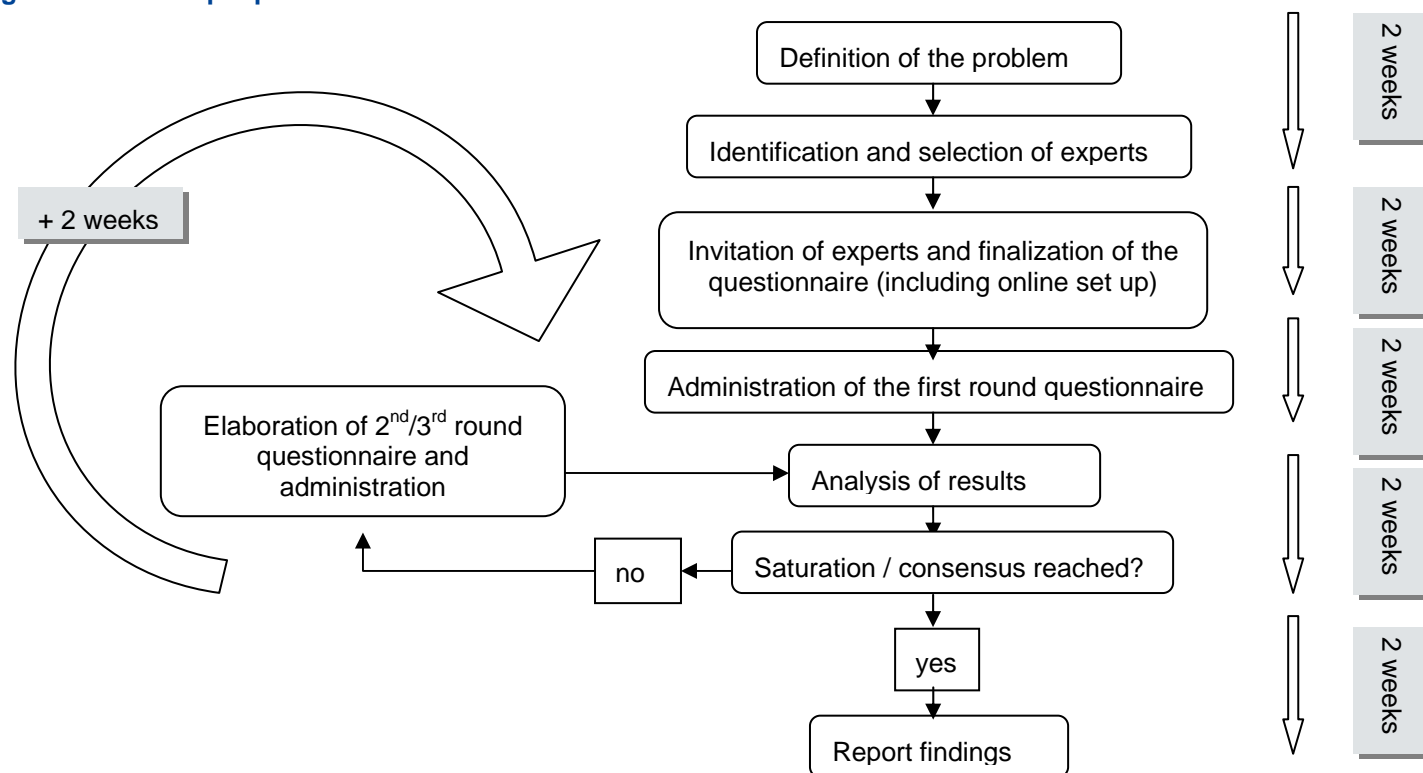 Definition of the problem
2 weeks
Identification and selection of experts
+ 2 weeks
Invitation of experts and finalization of the
questionnaire (including online set up)
2 weeks
Administration of the first round questionnaire
2 weeks
Elaboration of 2nd/3rd round
questionnaire and
administration
Analysis of results
2 weeks
Saturation / consensus reached?
no
yes
2 weeks
Report findings